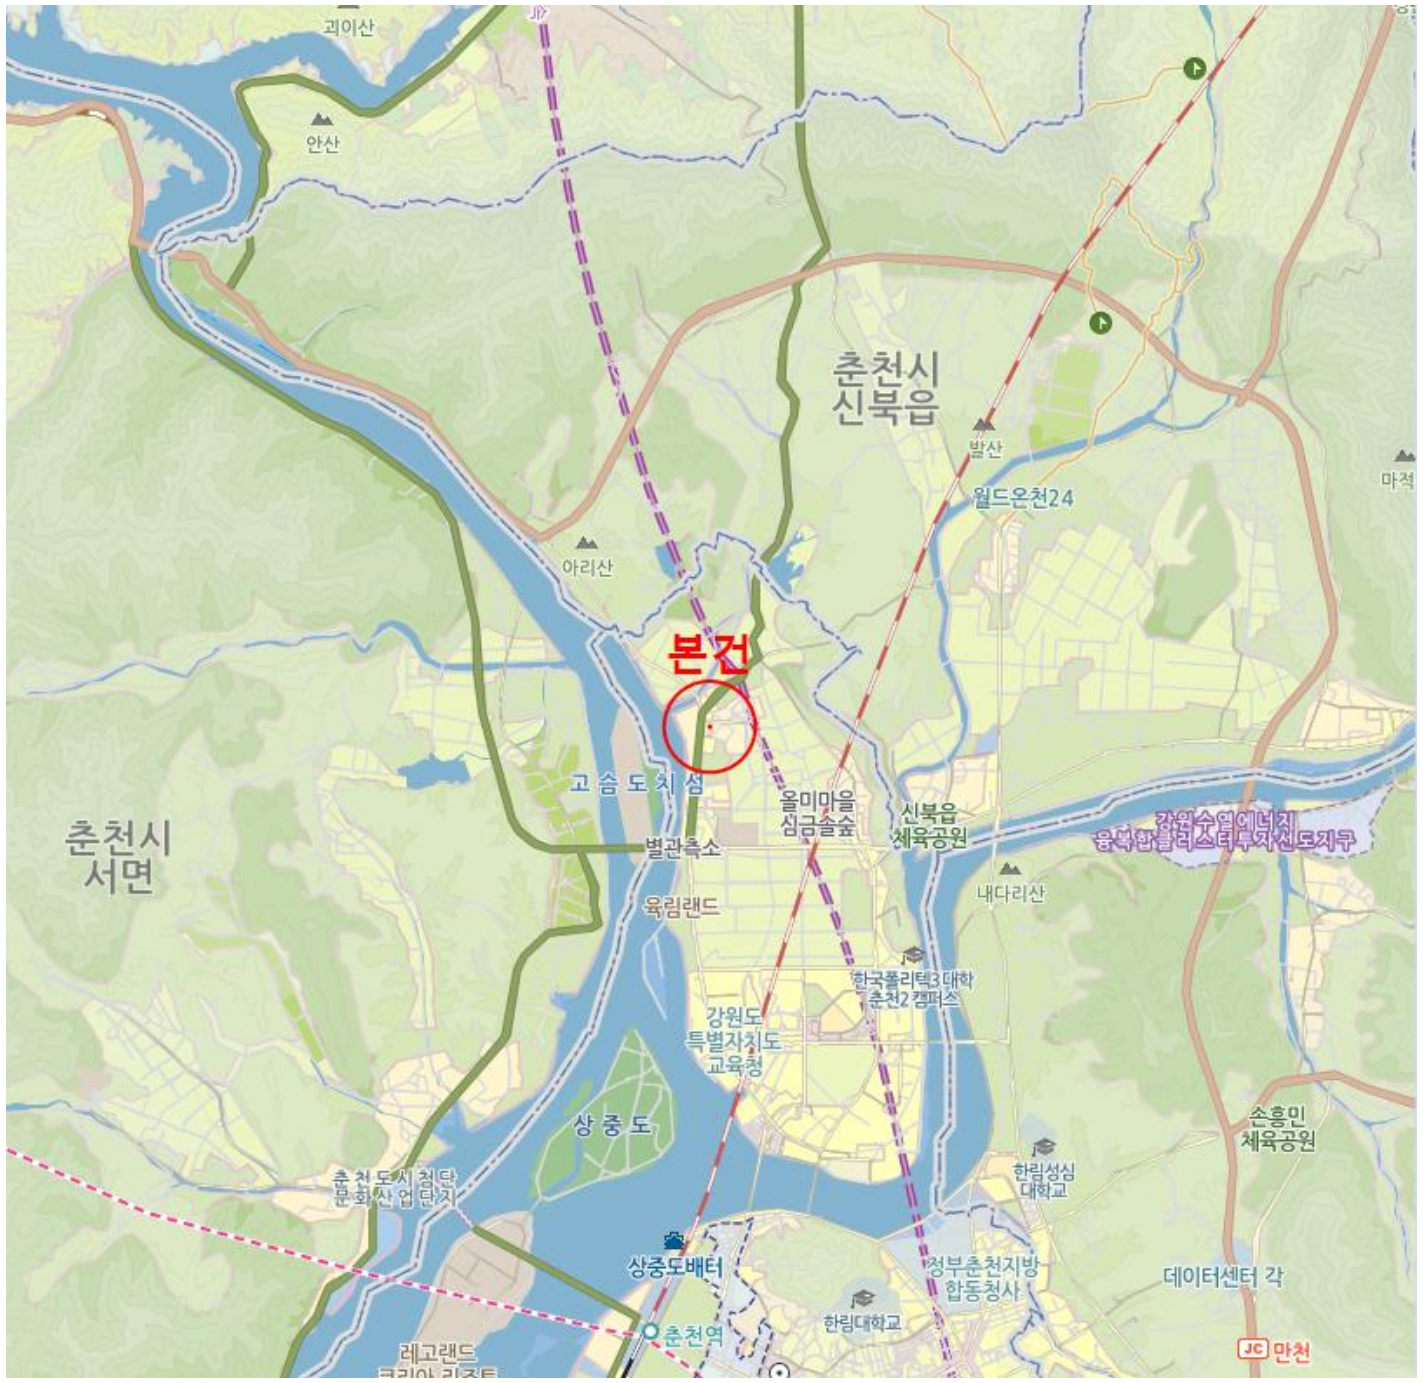 괴이산
안산
춘천시
신북읍
발산
마적
월드온천24
아리산
본건
고슴도치섬
올미마을
심금솔숲
신북읍
체육공원
강원수열에너지
융복합클러스터투자선도지구
춘천시
서면
별관측소
내다리산
육림랜드
한국폴리텍3대학
춘천2캠퍼스
강원도
특별자치도
교육청
상중도
손흥민
체육공원
한림성심
대학교
춘천도시첨단
문화산업단지
상중도배터
정부춘천지방
합동청사
데이터센터 각
한림대학교
춘천역
JC 만천
레고랜드
코리아 리조트